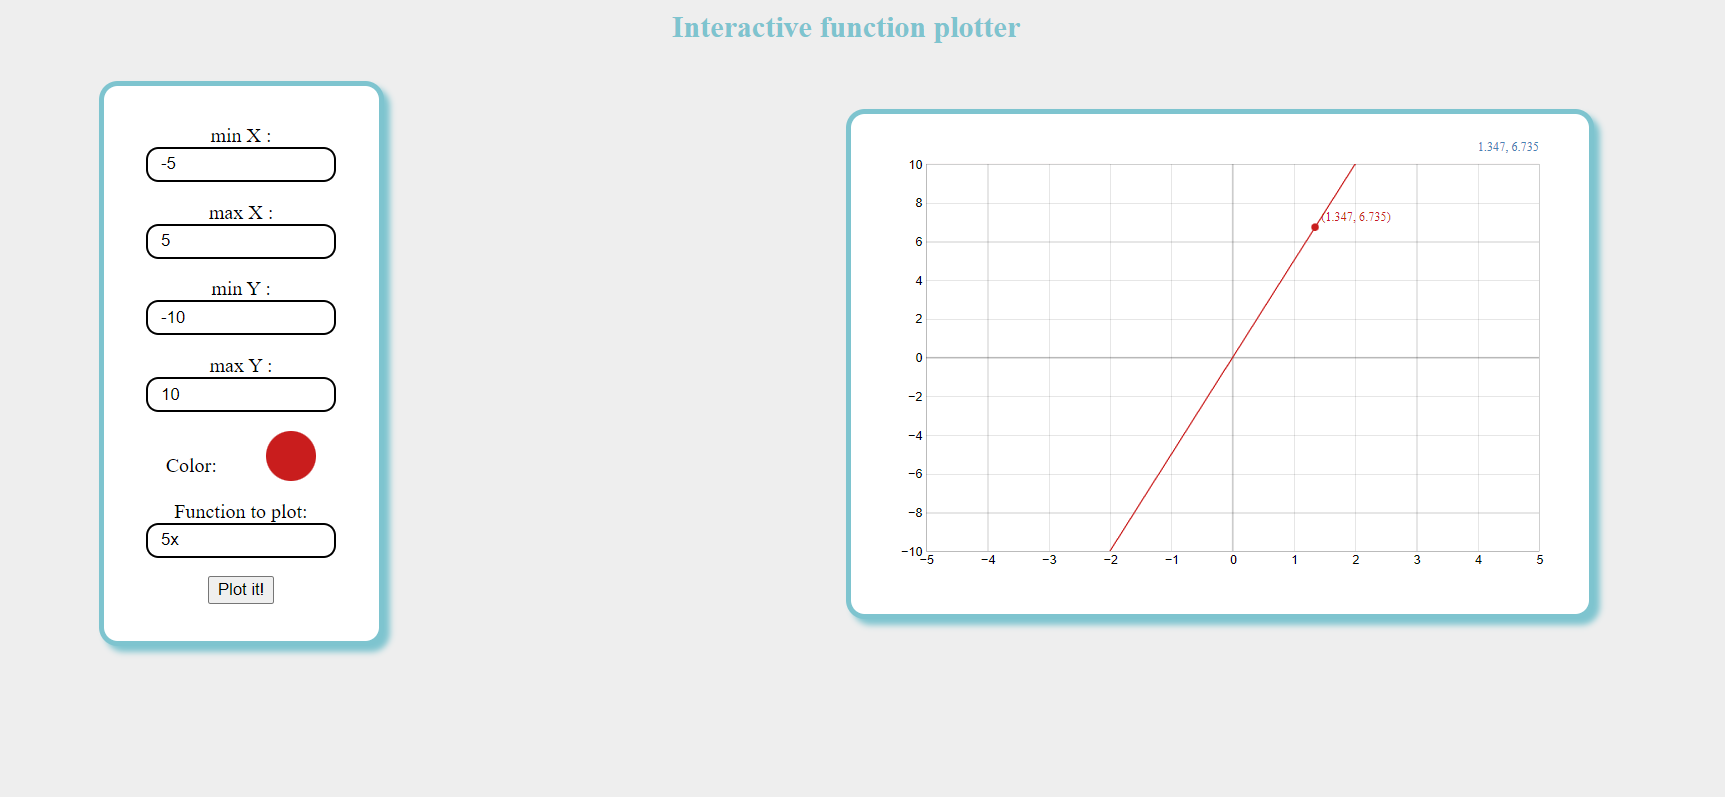 Interactive function plotter
min X :
-5
max X :
5
min Y :
-10
max Y :
10
Color:
Function to plot:
5x
Plot it!
1.347, 6.735
(1.347, 6.735)
10
8
6
4
2
0
−2
−4
−6
−8
−10
−5 −4 −3 −2 −1 0 1 2 3 4 5